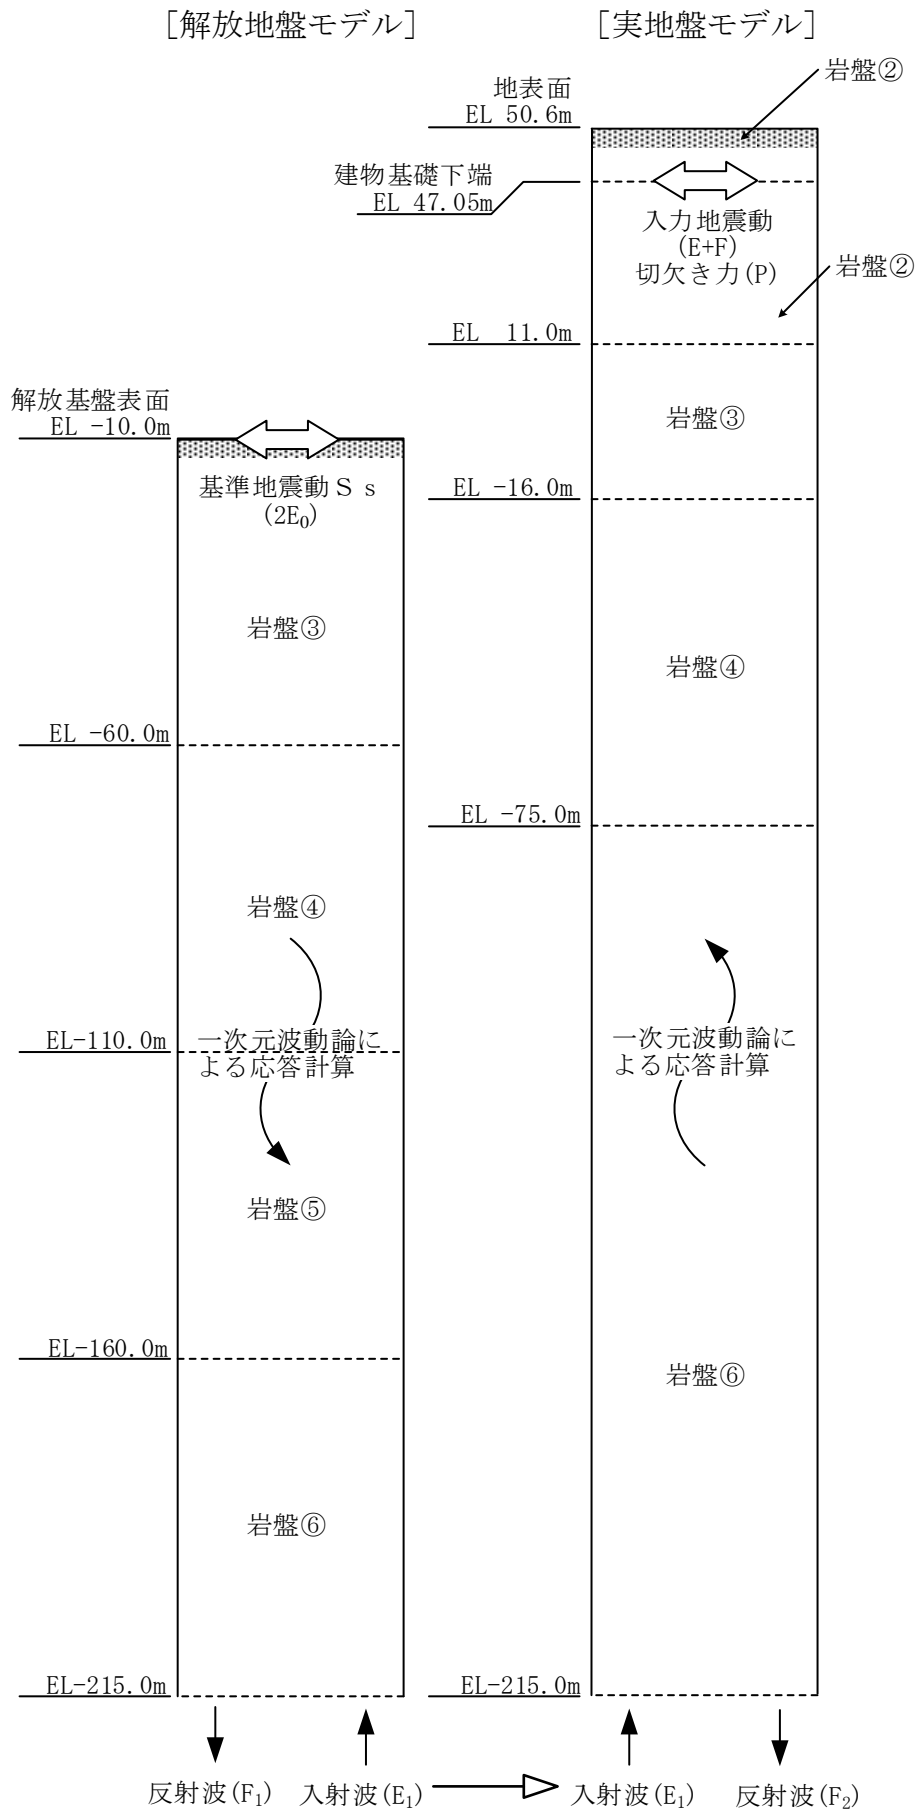 ［解放地盤モデル］
［実地盤モデル］
岩盤②
地表面
EL 50.6m
建物基礎下端
EL 47.05m
入力地震動
(E+F)
切欠き力(P)
岩盤②
EL 11.0m
解放基盤表面
EL -10.0m
岩盤③
基準地震動Ｓｓ
(2E₀)
EL -16.0m
岩盤③
岩盤④
EL -60.0m
EL -75.0m
岩盤④
EL-110.0m
一次元波動論に
よる応答計算
一次元波動論に
よる応答計算
岩盤⑤
EL-160.0m
岩盤⑥
岩盤⑥
EL-215.0m
EL-215.0m
反射波(F₁)
入射波(E₁)
入射波(E₁)
反射波(F₂)